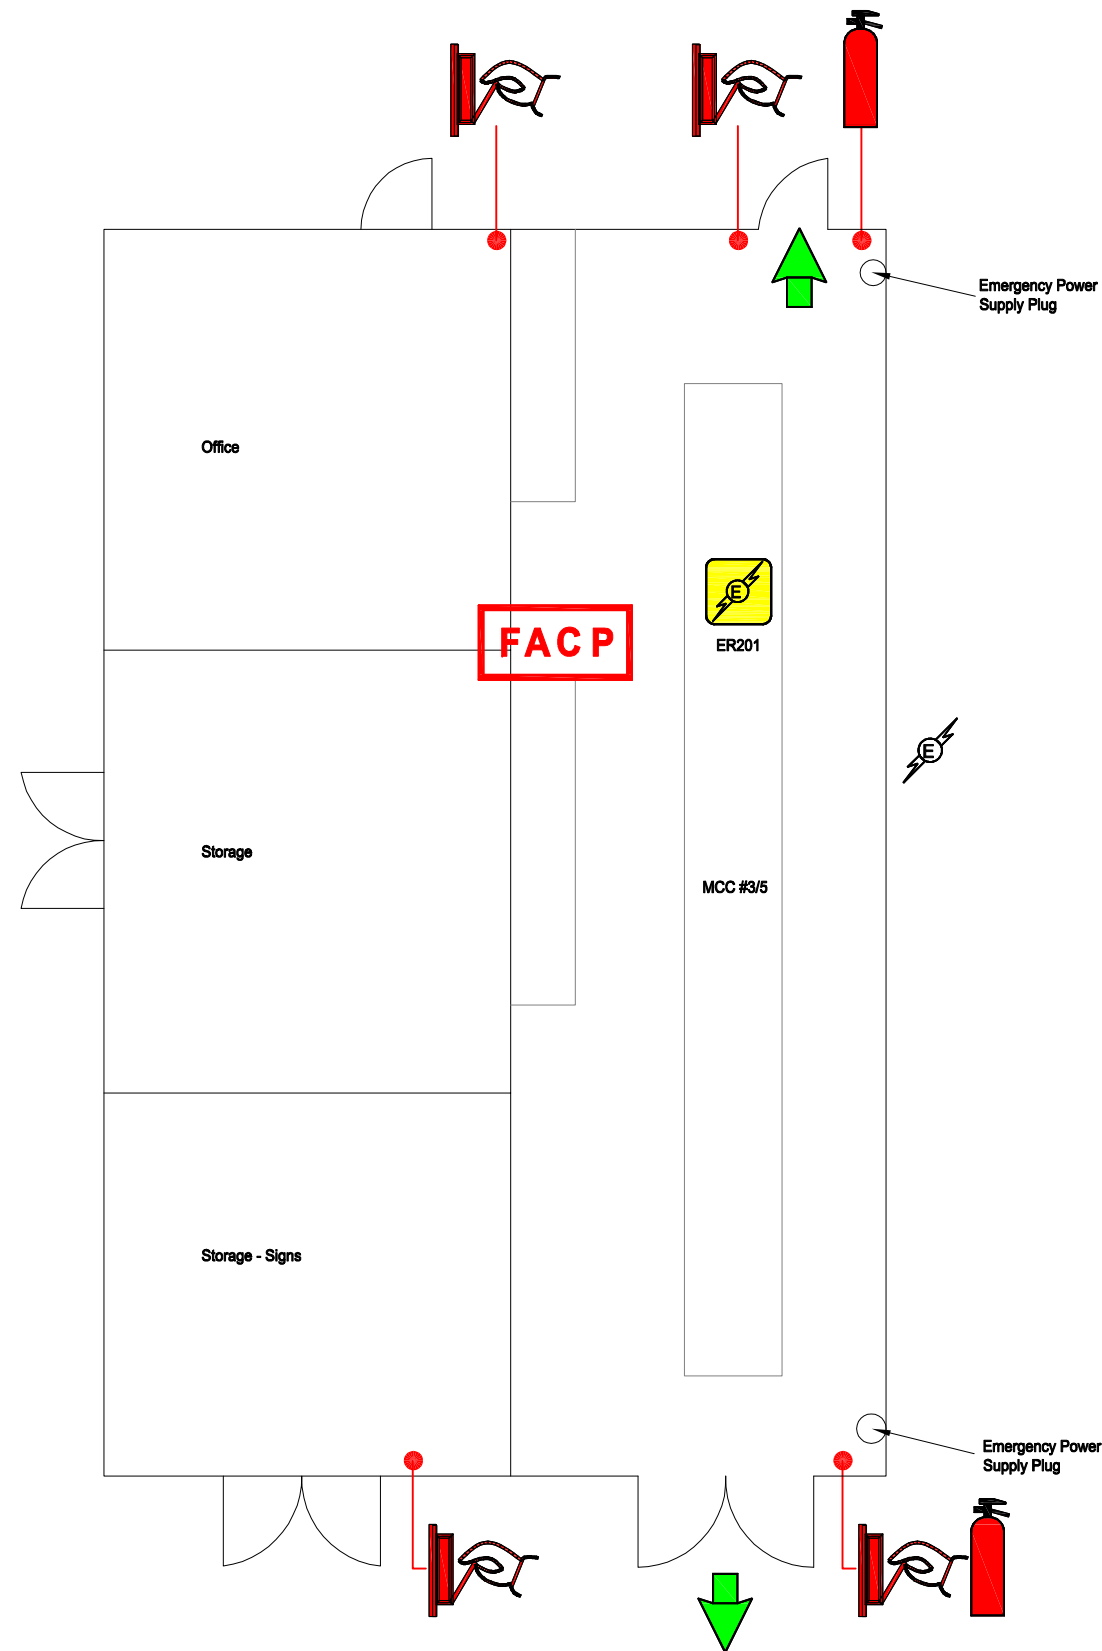 Emergency Power
Supply Plug
Office
E
FACP
ER201
E
Storage
MCC #3/5
Storage - Signs
Emergency Power
Supply Plug